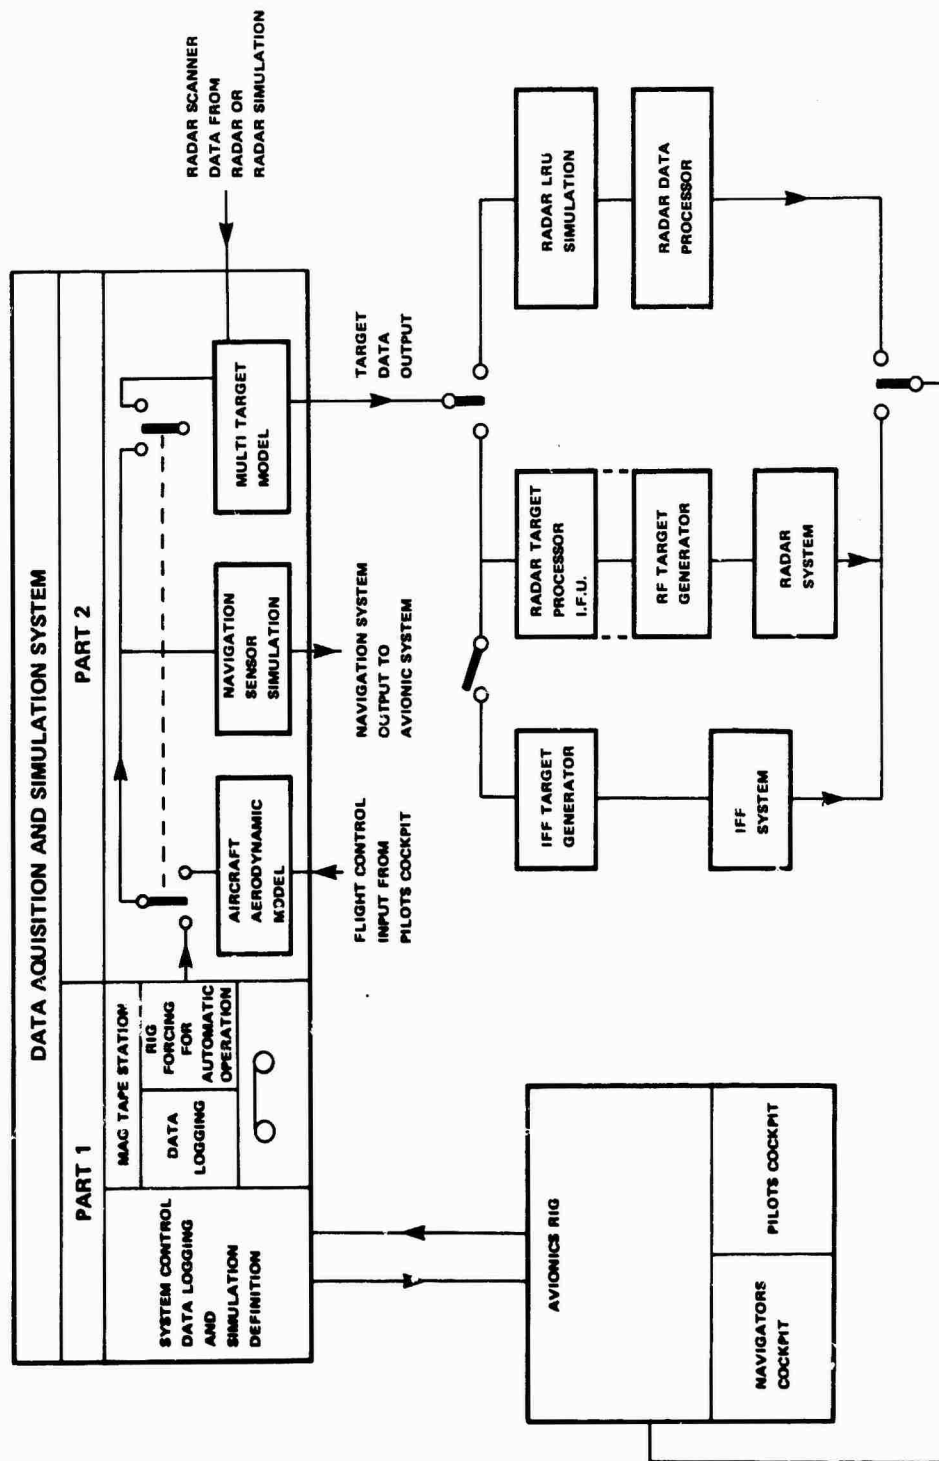 DATA AQUISITION AND SIMULATION SYSTEM
PART 1
PART 2
SYSTEM CONTROL
DATA LOGGING
AND
SIMULATION
DEFINITION
MAG TAPE STATION
DATA
LOGGING
RIG
FORCING
FOR
AUTOMATIC
OPERATION
AIRCRAFT
AERODYNAMIC
MODEL
NAVIGATION
SENSOR
SIMULATION
MULTI TARGET
MODEL
RADAR SCANNER
DATA FROM
RADAR OR
RADAR SIMULATION
FLIGHT CONTROL
INPUT FROM
PILOTS COCKPIT
NAVIGATION SYSTEM
OUTPUT TO
AVIONIC SYSTEM
TARGET
DATA
OUTPUT
AVIONICS RIG
NAVIGATORS
COCKPIT
PILOTS COCKPIT
IFF TARGET
GENERATOR
IFF
SYSTEM
RADAR TARGET
PROCESSOR
I.F.U.
RF TARGET
GENERATOR
RADAR
SYSTEM
RADAR LRU
SIMULATION
RADAR DATA
PROCESSOR